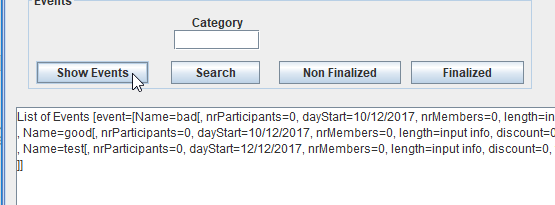 Events
Category
Show Events Search Non Finalized Finalized
List of Events [event=[Name=bad[, nrParticipants=0, dayStart=10/12/2017, nrMembers=0, length=in
, Name=good[, nrParticipants=0, dayStart=10/12/2017, nrMembers=0, length=input info, discount=0
, Name=test[, nrParticipants=0, dayStart=12/12/2017, nrMembers=0, length=input info, discount=0,
]]